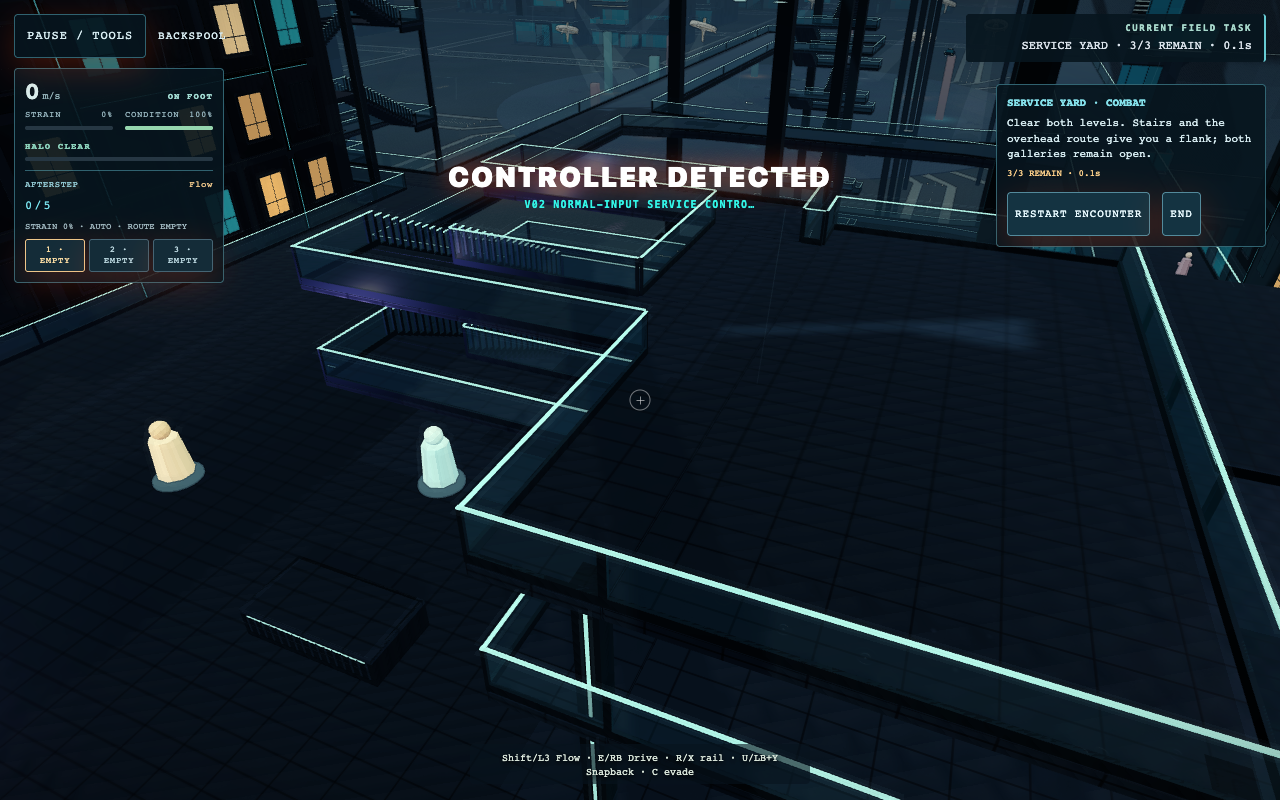 PAUSE / TOOLS
BACKSPOOL
0 m/s
ON FOOT
STRAIN 0%
CONDITION 100%
HALO CLEAR
AFTERSTEP Flow
0/5
STRAIN 0% · AUTO · ROUTE EMPTY
1 · EMPTY
2 · EMPTY
3 · EMPTY
CONTROLLER DETECTED
V02 NORMAL-INPUT SERVICE CONTRO…
CURRENT FIELD TASK
SERVICE YARD · 3/3 REMAIN · 0.1s
SERVICE YARD · COMBAT
Clear both levels. Stairs and the
overhead route give you a flank; both
galleries remain open.
3/3 REMAIN · 0.1s
RESTART ENCOUNTER
END
Shift/L3 Flow · E/RB Drive · R/X rail · U/LB+Y
Snapback · C evade